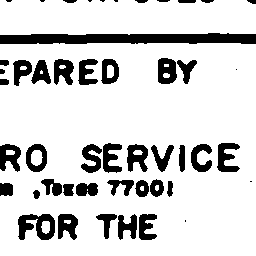 EPARED BY
RO SERVICE
,Texas 77001
FOR THE